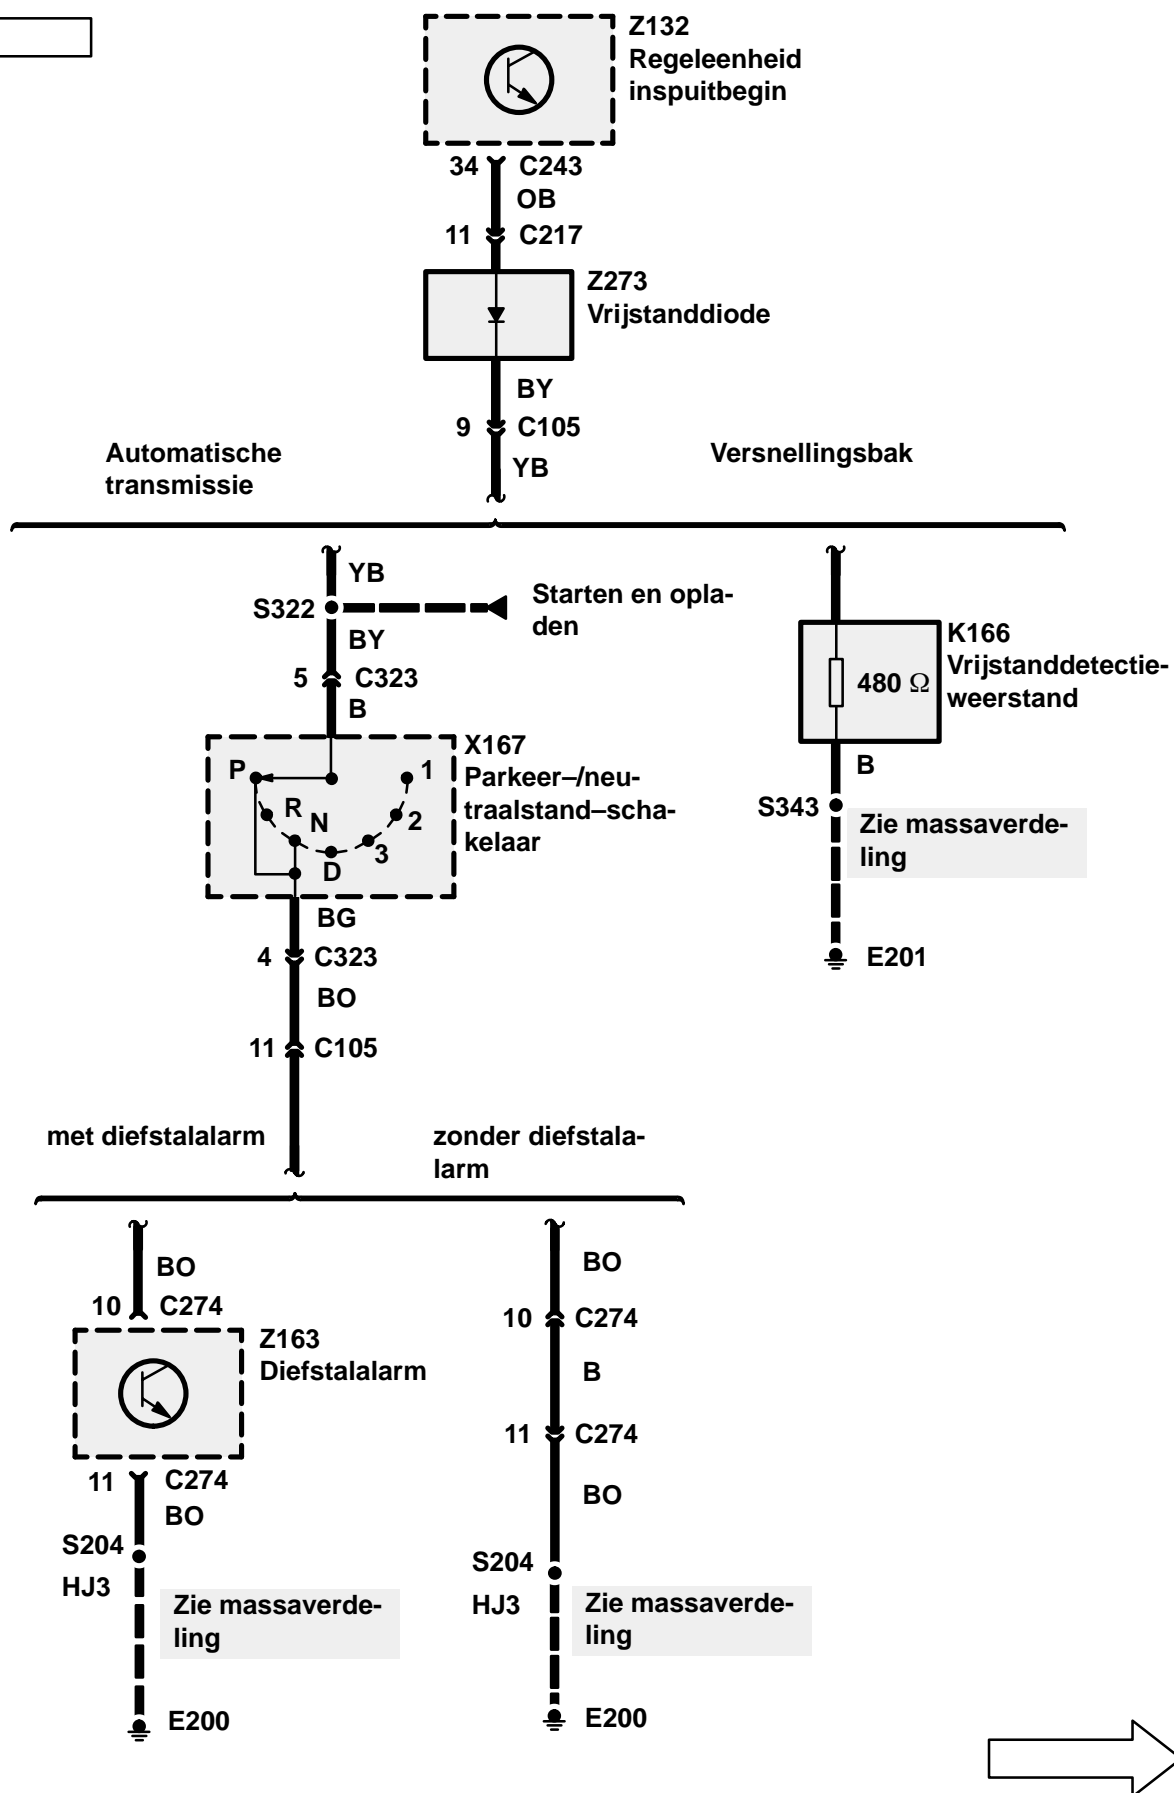 Z132
Regeleenheid
inspuitbegin
34 C243
OB
11 C217
Z273
Vrijstanddiode
BY
9 C105
YB
Automatische
transmissie
Versnellingsbak
YB
S322
Starten en opla-
den
BY
5 C323
B
X167
Parkeer–/neu-
traalstand–scha-
kelaar
P
R
N
D
3
2
1
BG
4 C323
BO
11 C105
K166
Vrijstanddetectie-
weerstand
480 Ω
B
S343
Zie massaverde-
ling
E201
met diefstalalarm
zonder diefstala-
larm
BO
10 C274
Z163
Diefstalalarm
11 C274
BO
S204
HJ3
Zie massaverde-
ling
E200
BO
10 C274
B
11 C274
BO
S204
HJ3
Zie massaverde-
ling
E200